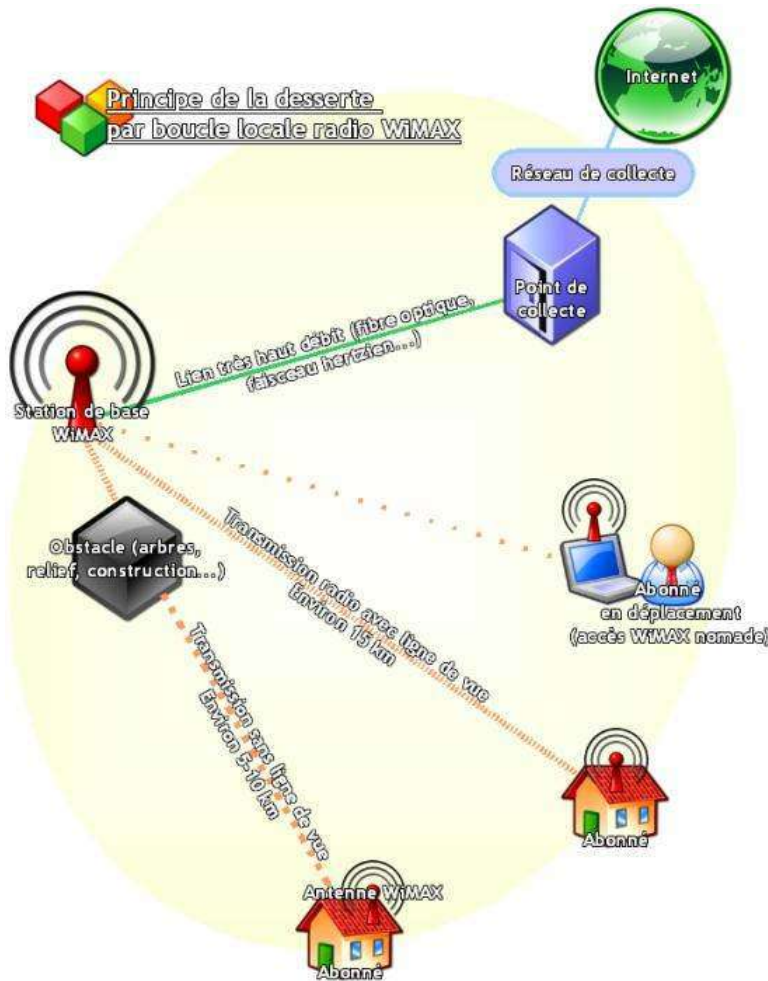 Principe de la desserte
par boucle locale radio WiMAX
Internet
Réseau de collecte
Point de
collecte
Lien très haut débit (fibre optique,
faisceau hertzien...)
Station de base
WiMAX
Obstacle (arbres,
relief, construction...)
Transmission radio avec ligne de vue
Environ 15 km
Abonné
en déplacement
(accès WiMAX nomade)
Transmission sans ligne de vue
Environ 5-10 km
Abonné
Antenne WiMAX
Abonné